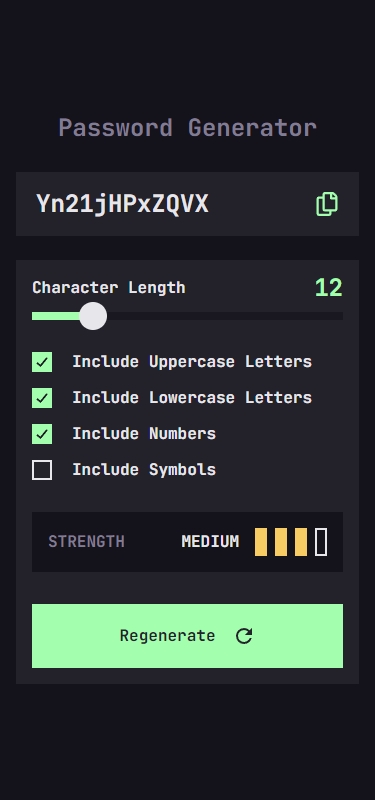 Password Generator
Yn21jHPxZQVX
Character Length 12
Include Uppercase Letters
Include Lowercase Letters
Include Numbers
Include Symbols
STRENGTH MEDIUM
Regenerate